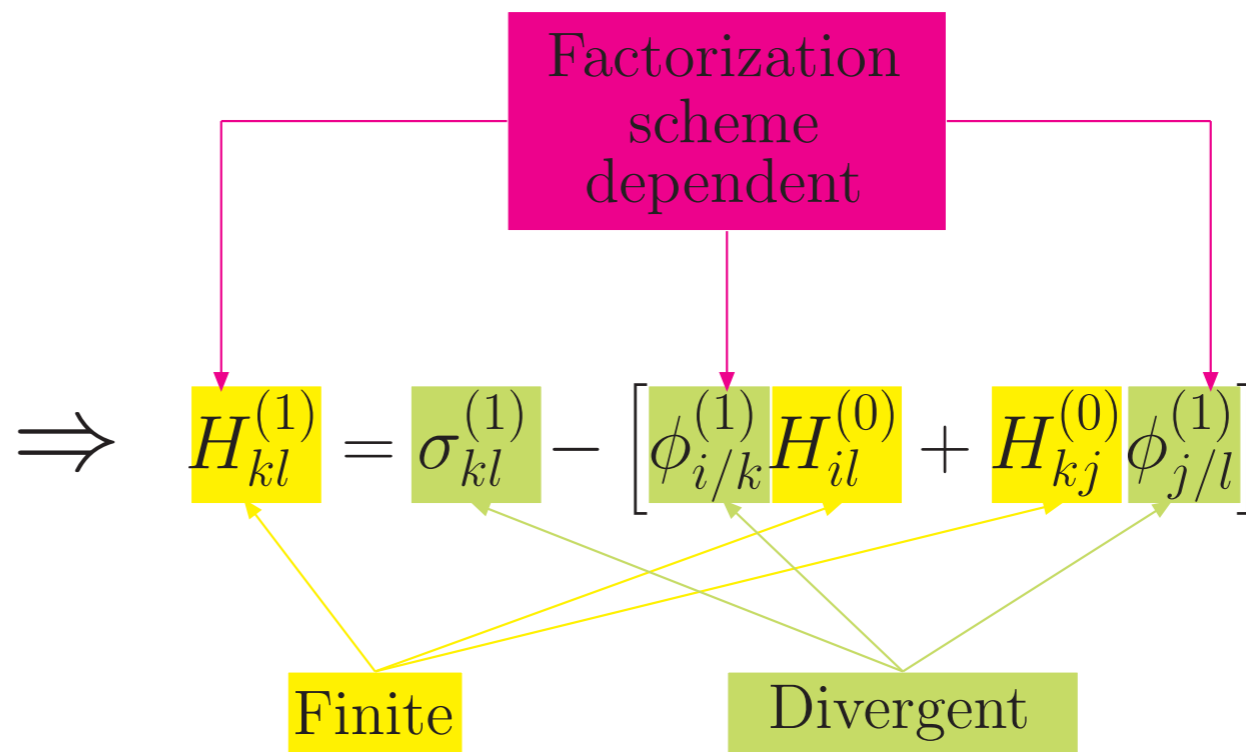 Factorization
scheme
dependent
⇒ H_{kl}^{(1)} = σ_{kl}^{(1)} − [ϕ_{i/k}^{(1)} H_{il}^{(0)} + H_{kj}^{(0)} ϕ_{j/l}^{(1)}]
Finite
Divergent